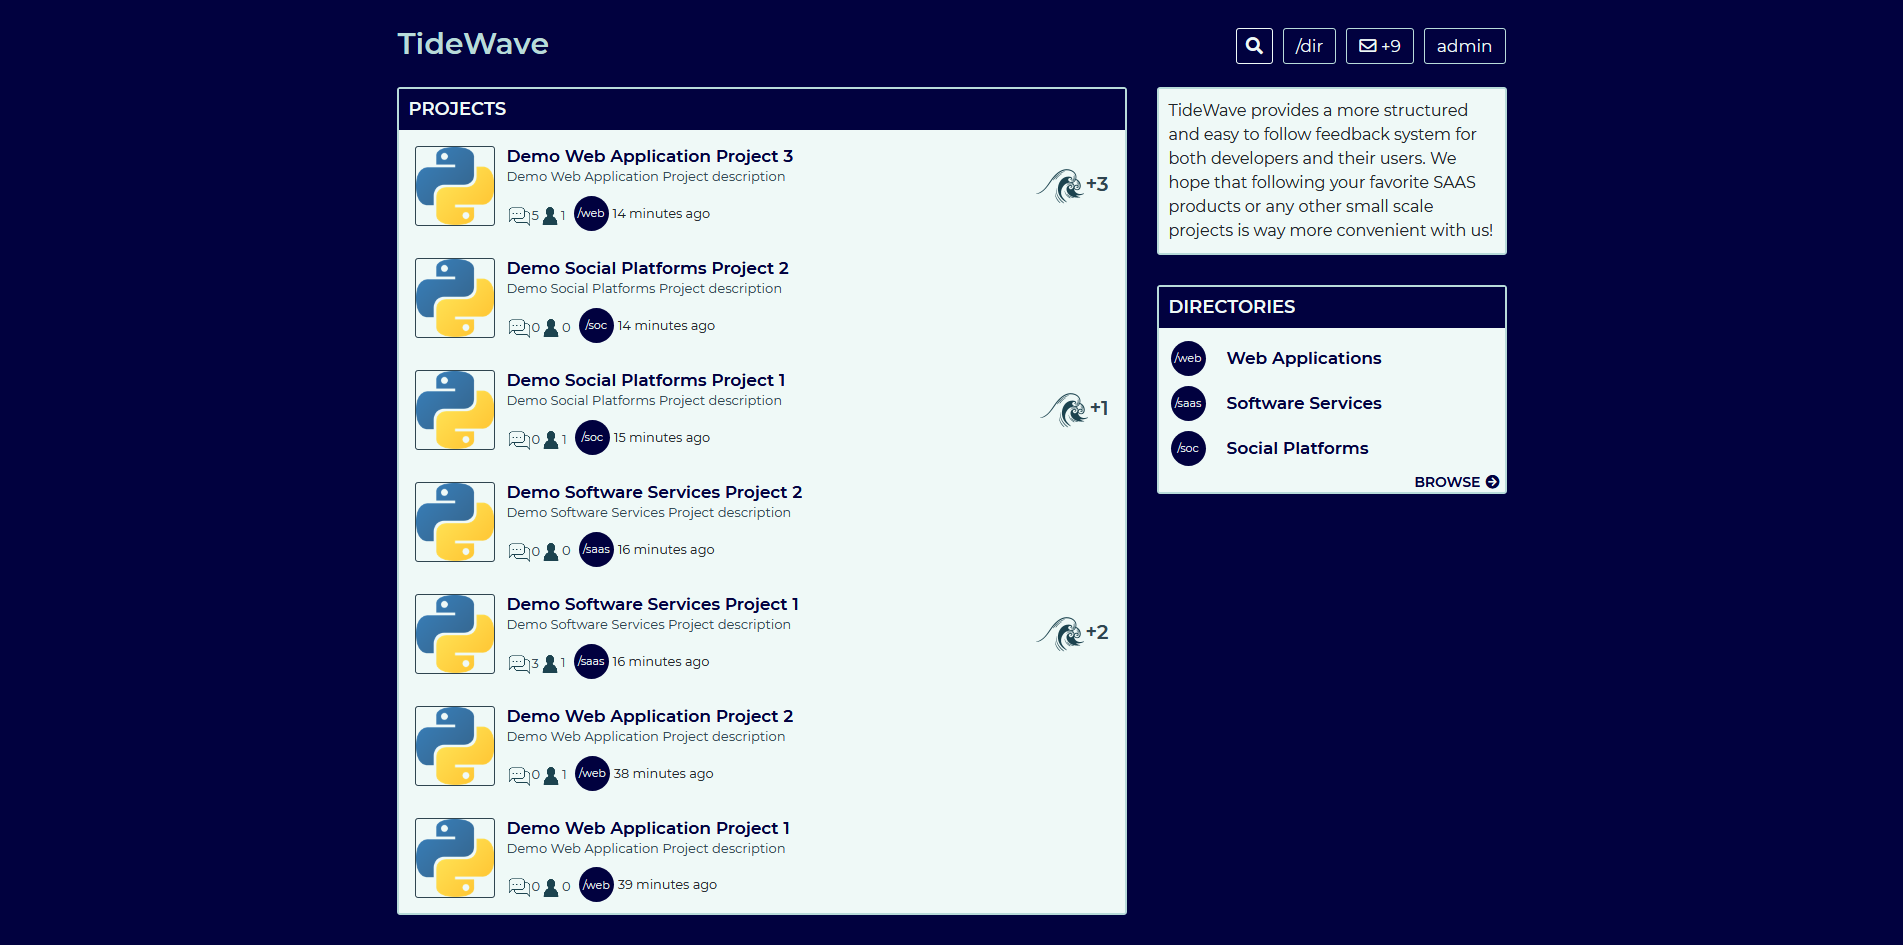 TideWave
/dir
+9
admin
PROJECTS
Demo Web Application Project 3
Demo Web Application Project description
5 1 /web 14 minutes ago
+3
Demo Social Platforms Project 2
Demo Social Platforms Project description
0 0 /soc 14 minutes ago
Demo Social Platforms Project 1
Demo Social Platforms Project description
0 1 /soc 15 minutes ago
+1
Demo Software Services Project 2
Demo Software Services Project description
0 0 /saas 16 minutes ago
Demo Software Services Project 1
Demo Software Services Project description
3 1 /saas 16 minutes ago
+2
Demo Web Application Project 2
Demo Web Application Project description
0 1 /web 38 minutes ago
Demo Web Application Project 1
Demo Web Application Project description
0 0 /web 39 minutes ago
TideWave provides a more structured
and easy to follow feedback system for
both developers and their users. We
hope that following your favorite SAAS
products or any other small scale
projects is way more convenient with us!
DIRECTORIES
/web Web Applications
/saas Software Services
/soc Social Platforms
BROWSE